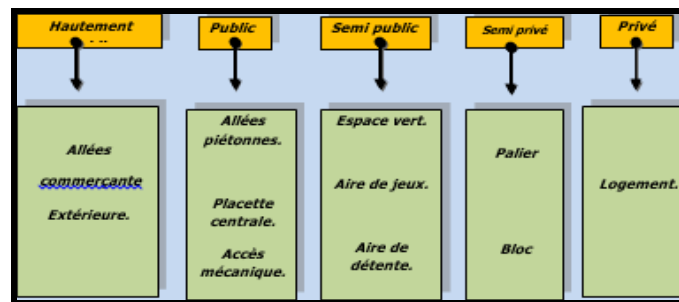 Hautement
Public
Semi public
Semi privé
Privé
Allées
commerçante
Extérieure.
Allées
piétonnes.
Placette
centrale.
Accès
mécanique.
Espace vert.
Aire de jeux.
Aire de
détente.
Palier
Bloc
Logement.